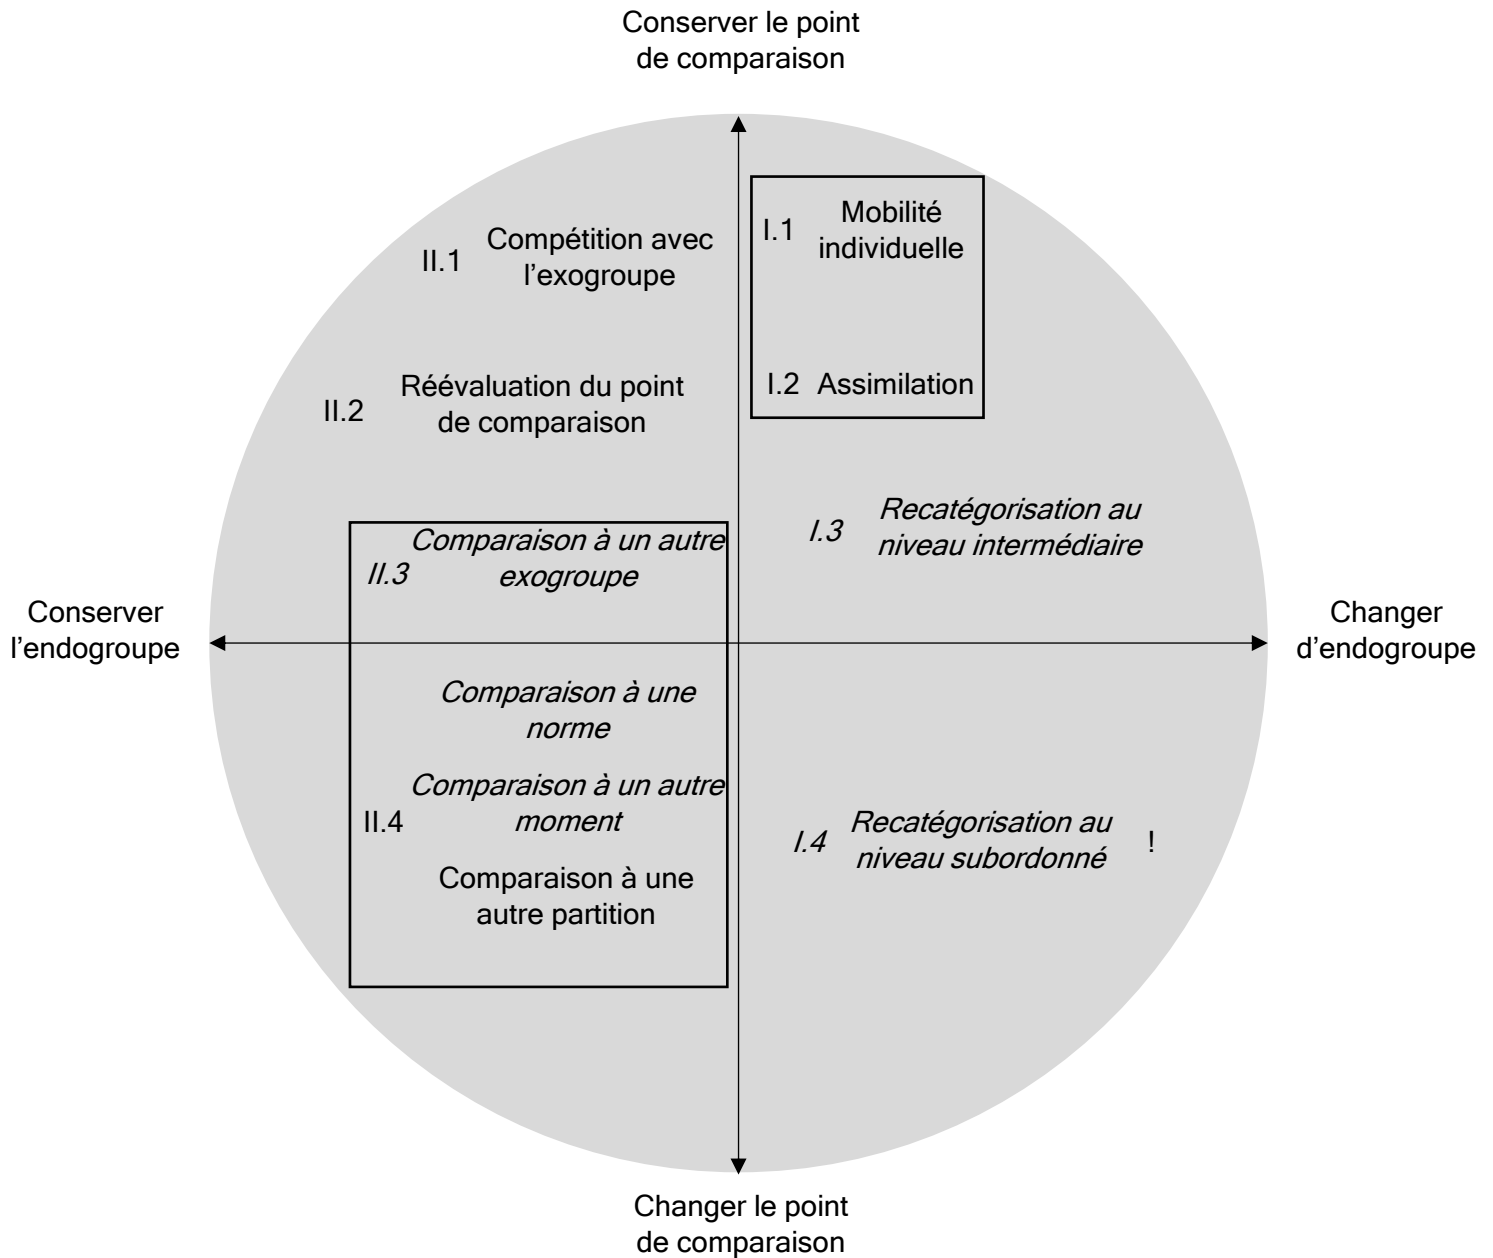 Conserver le point
de comparaison
I.1 Mobilité
individuelle
II.1 Compétition avec
l'exogroupe
I.2 Assimilation
II.2 Réévaluation du point
de comparaison
I.3 Recatégorisation au
niveau intermédiaire
II.3 Comparaison à un autre
exogroupe
Conserver
l'endogroupe
Changer
d'endogroupe
Comparaison à une
norme
II.4 Comparaison à un autre
moment
Comparaison à une
autre partition
I.4 Recatégorisation au
niveau subordonné !
Changer le point
de comparaison